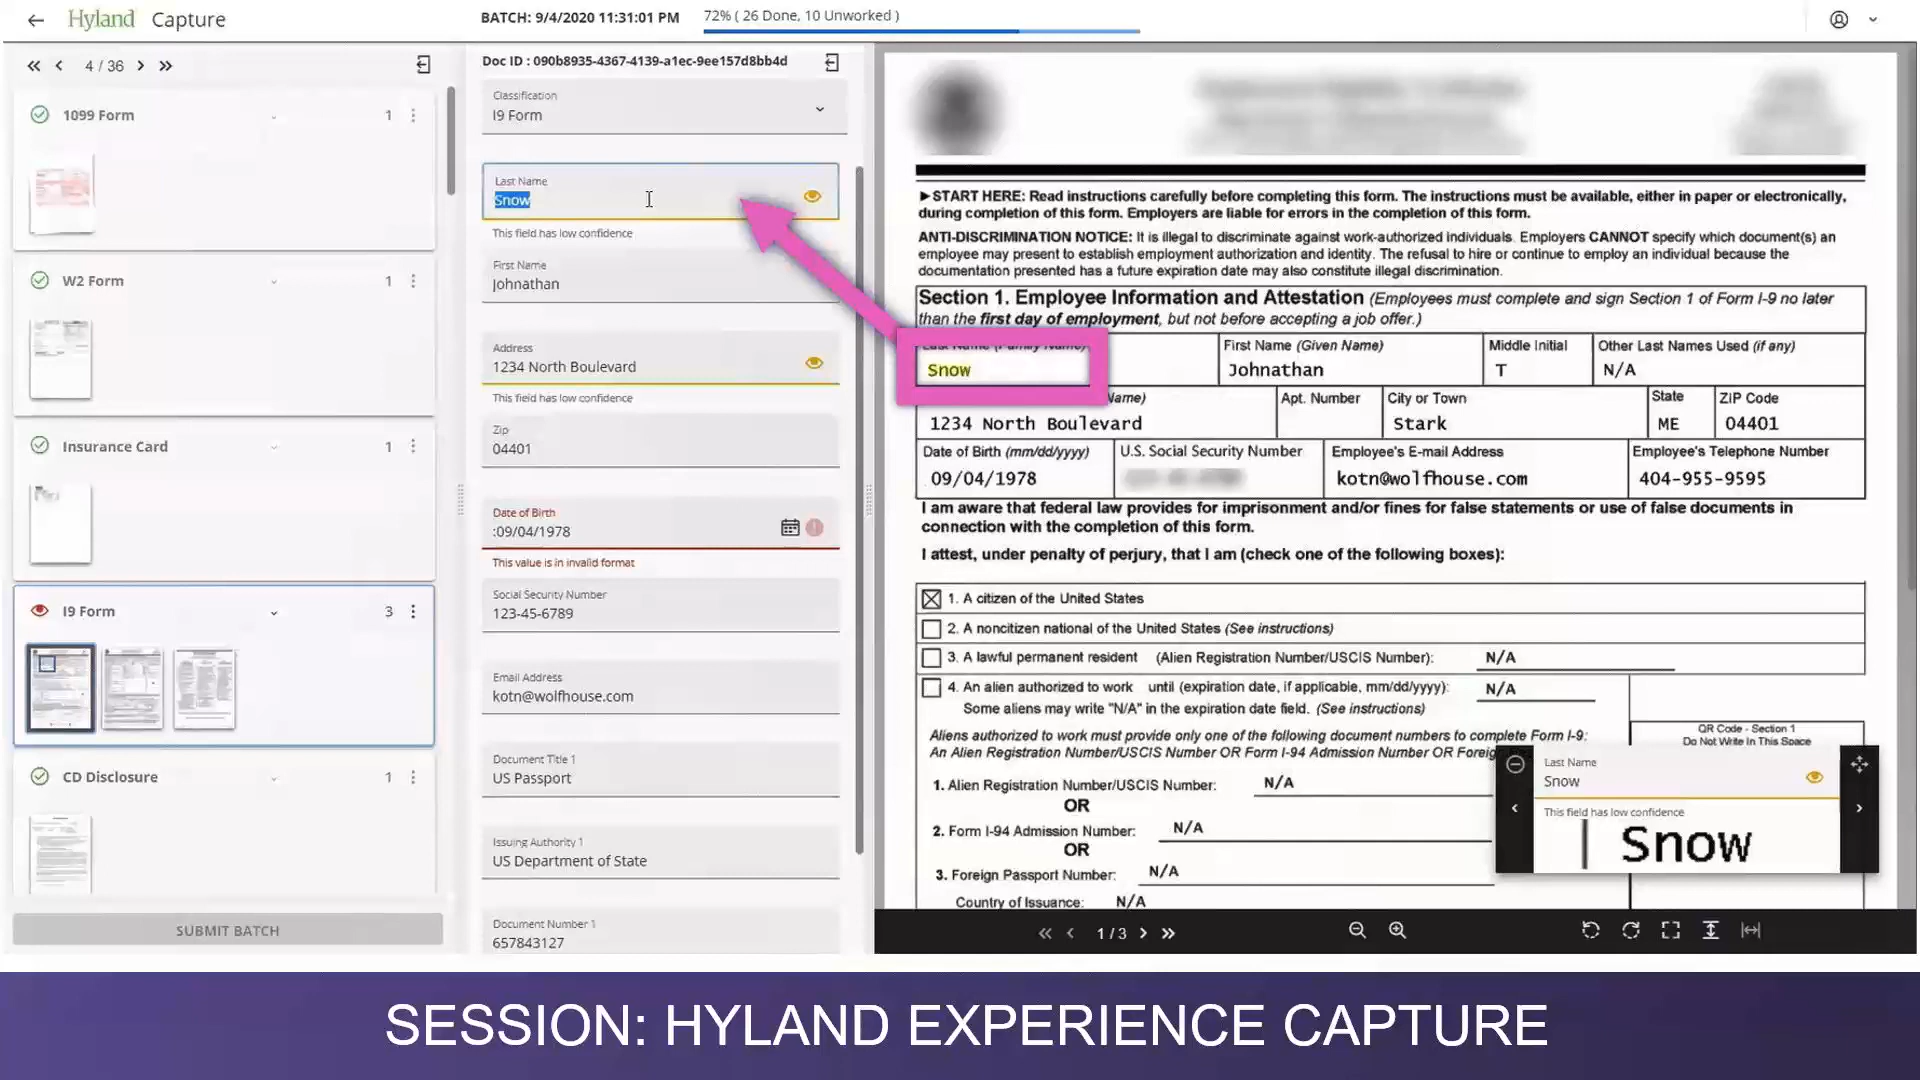 Hyland Capture
BATCH: 9/4/2020 11:31:01 PM
72% ( 26 Done, 10 Unworked )
4 / 36
1099 Form 1
W2 Form 1
Insurance Card 1
I9 Form 3
CD Disclosure 1
SUBMIT BATCH
Doc ID : 090b8935-4367-4139-a1ec-9ee157d8bb4d
Classification
I9 Form
Last Name
Snow
This field has low confidence
First Name
Johnathan
Address
1234 North Boulevard
This field has low confidence
Zip
04401
Date of Birth
:09/04/1978
This value is in invalid format
Social Security Number
123-45-6789
Email Address
kotn@wolfhouse.com
Document Title 1
US Passport
Issuing Authority 1
US Department of State
Document Number 1
657843127
►START HERE: Read instructions carefully before completing this form. The instructions must be available, either in paper or electronically,
during completion of this form. Employers are liable for errors in the completion of this form.
ANTI-DISCRIMINATION NOTICE: It is illegal to discriminate against work-authorized individuals. Employers CANNOT specify which document(s) an
employee may present to establish employment authorization and identity. The refusal to hire or continue to employ an individual because the
documentation presented has a future expiration date may also constitute illegal discrimination.
Section 1. Employee Information and Attestation (Employees must complete and sign Section 1 of Form I-9 no later
than the first day of employment, but not before accepting a job offer.)
Last Name (Family Name) First Name (Given Name) Middle Initial Other Last Names Used (if any)
Snow Johnathan T N/A
Name) Apt. Number City or Town State ZIP Code
1234 North Boulevard Stark ME 04401
Date of Birth (mm/dd/yyyy) U.S. Social Security Number Employee's E-mail Address Employee's Telephone Number
09/04/1978 kotn@wolfhouse.com 404-955-9595
I am aware that federal law provides for imprisonment and/or fines for false statements or use of false documents in
connection with the completion of this form.
I attest, under penalty of perjury, that I am (check one of the following boxes):
1. A citizen of the United States
2. A noncitizen national of the United States (See instructions)
3. A lawful permanent resident (Alien Registration Number/USCIS Number): N/A
4. An alien authorized to work until (expiration date, if applicable, mm/dd/yyyy): N/A
Some aliens may write "N/A" in the expiration date field. (See instructions)
Aliens authorized to work must provide only one of the following document numbers to complete Form I-9:
An Alien Registration Number/USCIS Number OR Form I-94 Admission Number OR Foreig
1. Alien Registration Number/USCIS Number: N/A
OR
2. Form I-94 Admission Number: N/A
OR
3. Foreign Passport Number: N/A
Country of Issuance: N/A
QR Code - Section 1
Do Not Write In This Space
Last Name
Snow
This field has low confidence
Snow
1 / 3
SESSION: HYLAND EXPERIENCE CAPTURE